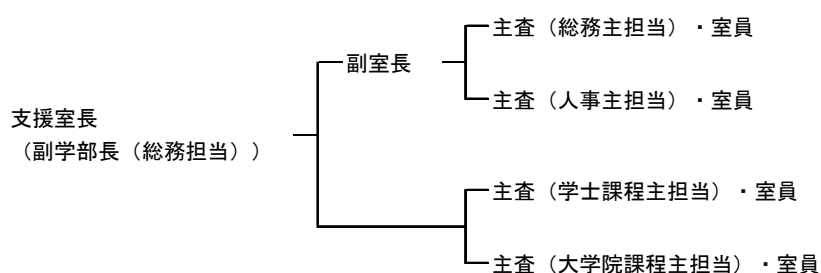 主査（総務主担当）・室員
副室長
主査（人事主担当）・室員
支援室長
（副学部長（総務担当））
主査（学士課程主担当）・室員
主査（大学院課程主担当）・室員